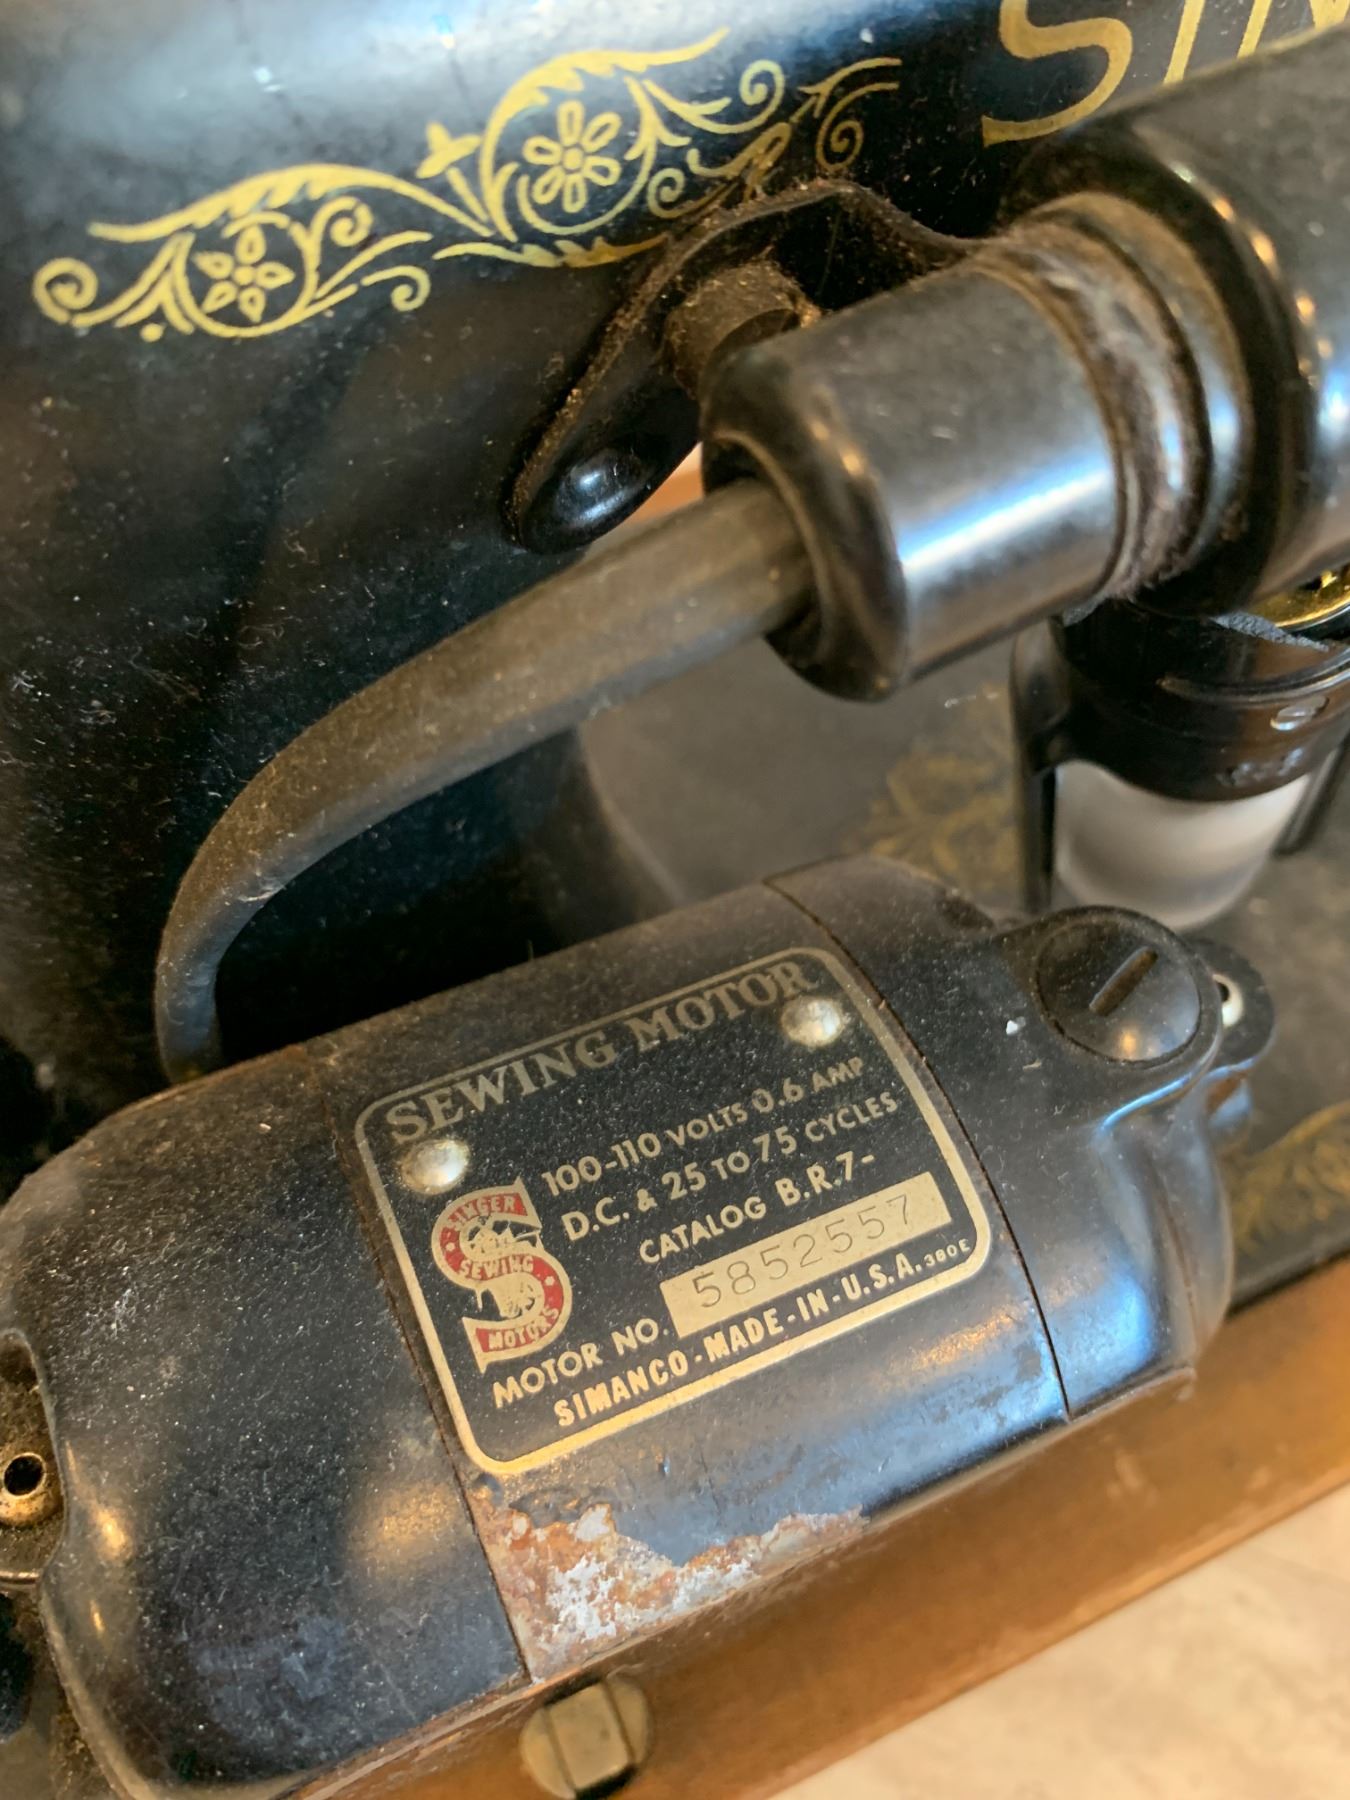 SEWING MOTOR
100-110 VOLTS 0.6 AMP
D.C. & 25 TO 75 CYCLES
CATALOG B.R.7-
SINGER
SEWING
MOTORS
MOTOR NO. 5852557
SIMANCO - MADE - IN - U.S.A. 380E